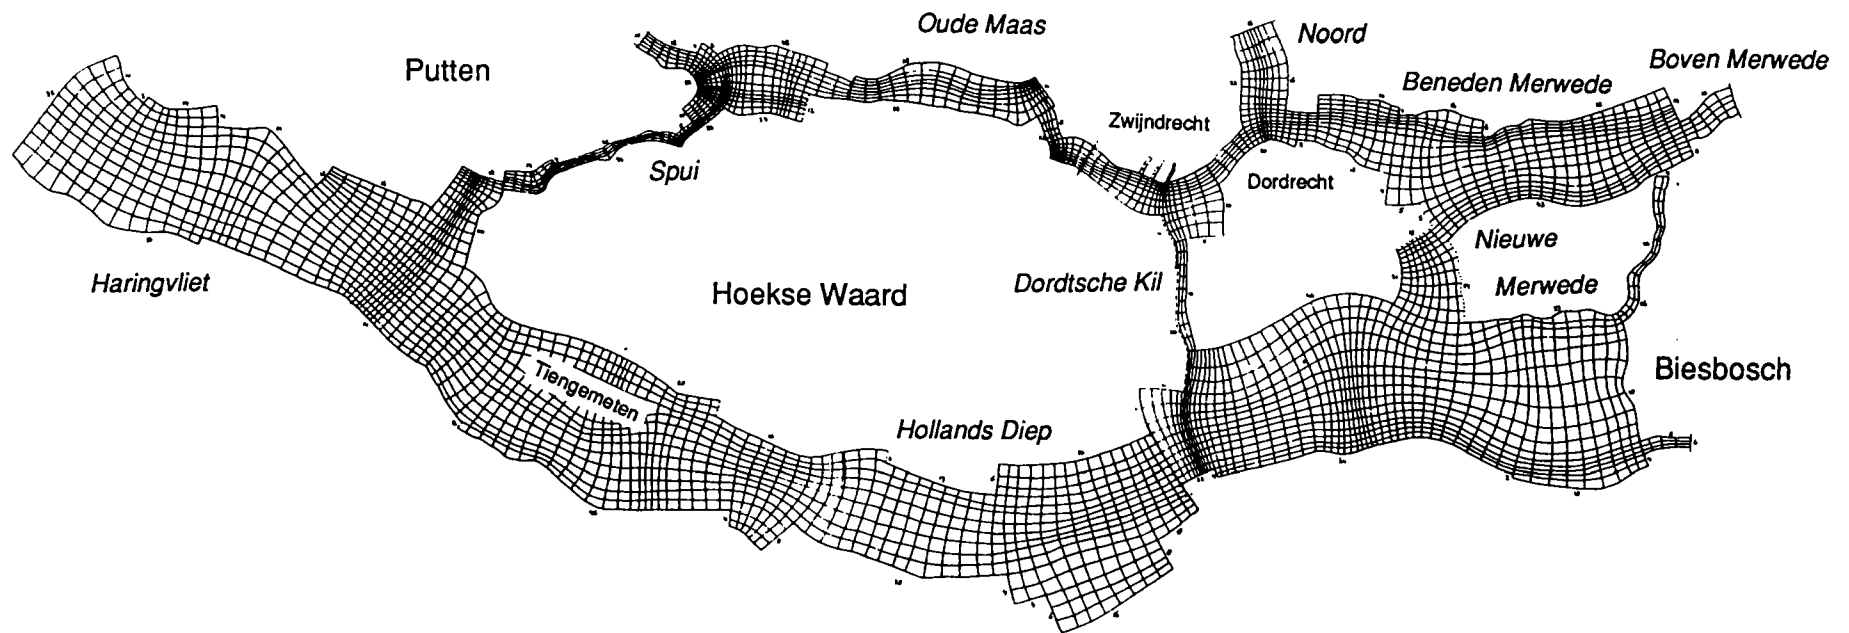 Oude Maas
Noord
Boven Merwede
Putten
Beneden Merwede
Zwijndrecht
Spui
Dordrecht
Nieuwe
Merwede
Haringvliet
Hoekse Waard
Dordtsche Kil
Biesbosch
Tiengemeten
Hollands Diep